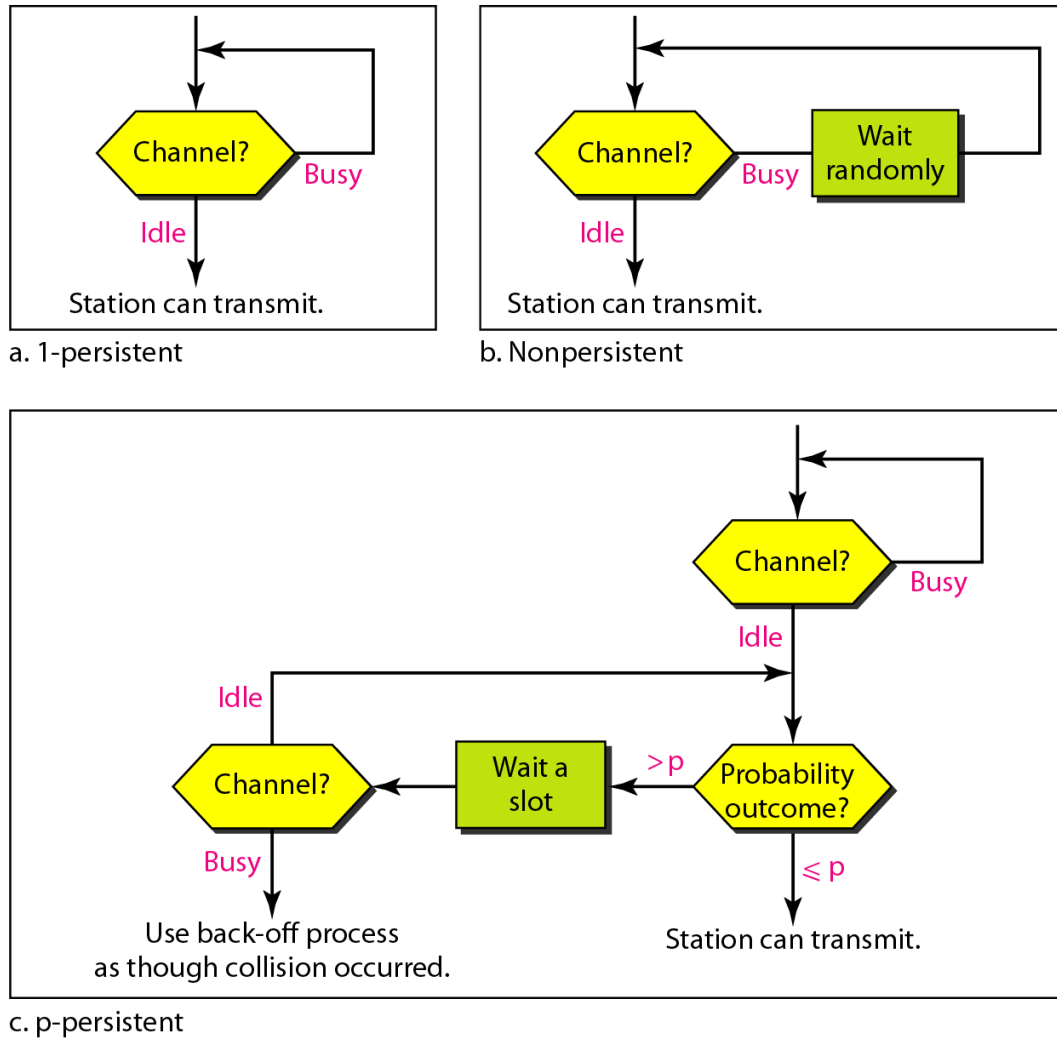 Channel?
Busy
Idle
Station can transmit.
a. 1-persistent
Channel?
Busy
Wait
randomly
Idle
Station can transmit.
b. Nonpersistent
Channel?
Busy
Idle
Idle
Channel?
Wait a
slot
>p
Probability
outcome?
Busy
⩽ p
Use back-off process
as though collision occurred.
Station can transmit.
c. p-persistent